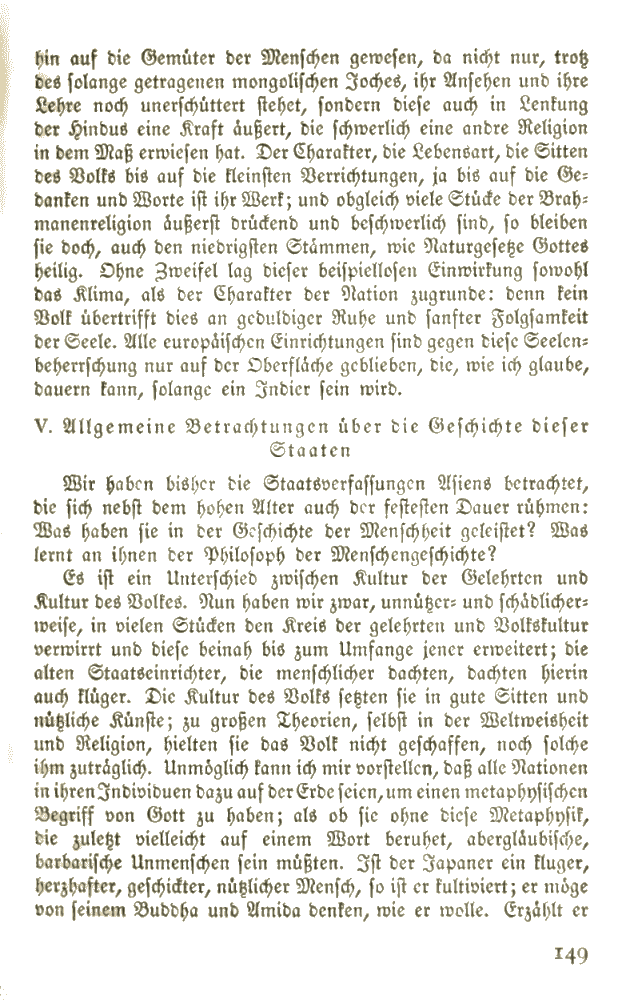 hin auf die Gemüter der Menschen gewesen, da nicht nur, trotz
des solange getragenen mongolischen Joches, ihr Ansehen und ihre
Lehre noch unerschüttert stehet, sondern diese auch in Lenkung
der Hindus eine Kraft äußert, die schwerlich eine andre Religion
in dem Maß erwiesen hat. Der Charakter, die Lebensart, die Sitten
des Volks bis auf die kleinsten Verrichtungen, ja bis auf die Ge-
danken und Worte ist ihr Werk; und obgleich viele Stücke der Brah-
manenreligion äußerst drückend und beschwerlich sind, so bleiben
sie doch, auch den niedrigsten Stämmen, wie Naturgesetze Gottes
heilig. Ohne Zweifel lag dieser beispiellosen Einwirkung sowohl
das Klima, als der Charakter der Nation zugrunde: denn kein
Volk übertrifft dies an geduldiger Ruhe und sanfter Folgsamkeit
der Seele. Alle europäischen Einrichtungen sind gegen diese Seelen-
beherrschung nur auf der Oberfläche geblieben, die, wie ich glaube,
dauern kann, solange ein Indier sein wird.
V. Allgemeine Betrachtungen über die Geschichte dieser
Staaten
Wir haben bisher die Staatsverfassungen Asiens betrachtet,
die sich nebst dem hohen Alter auch der festesten Dauer rühmen:
Was haben sie in der Geschichte der Menschheit geleistet? Was
lernt an ihnen der Philosoph der Menschengeschichte?
Es ist ein Unterschied zwischen Kultur der Gelehrten und
Kultur des Volkes. Nun haben wir zwar, unnützer- und schädlicher-
weise, in vielen Stücken den Kreis der gelehrten und Volkskultur
verwirrt und diese beinah bis zum Umfange jener erweitert; die
alten Staatseinrichter, die menschlicher dachten, dachten hierin
auch klüger. Die Kultur des Volks setzten sie in gute Sitten und
nützliche Künste; zu großen Theorien, selbst in der Weltweisheit
und Religion, hielten sie das Volk nicht geschaffen, noch solche
ihm zuträglich. Unmöglich kann ich mir vorstellen, daß alle Nationen
in ihren Individuen dazu auf der Erde seien, um einen metaphysischen
Begriff von Gott zu haben; als ob sie ohne diese Metaphysik,
die zuletzt vielleicht auf einem Wort beruhet, abergläubische,
barbarische Unmenschen sein müßten. Ist der Japaner ein kluger,
herzhafter, geschickter, nützlicher Mensch, so ist er kultiviert; er möge
von seinem Buddha und Amida denken, wie er wolle. Erzählt er
149